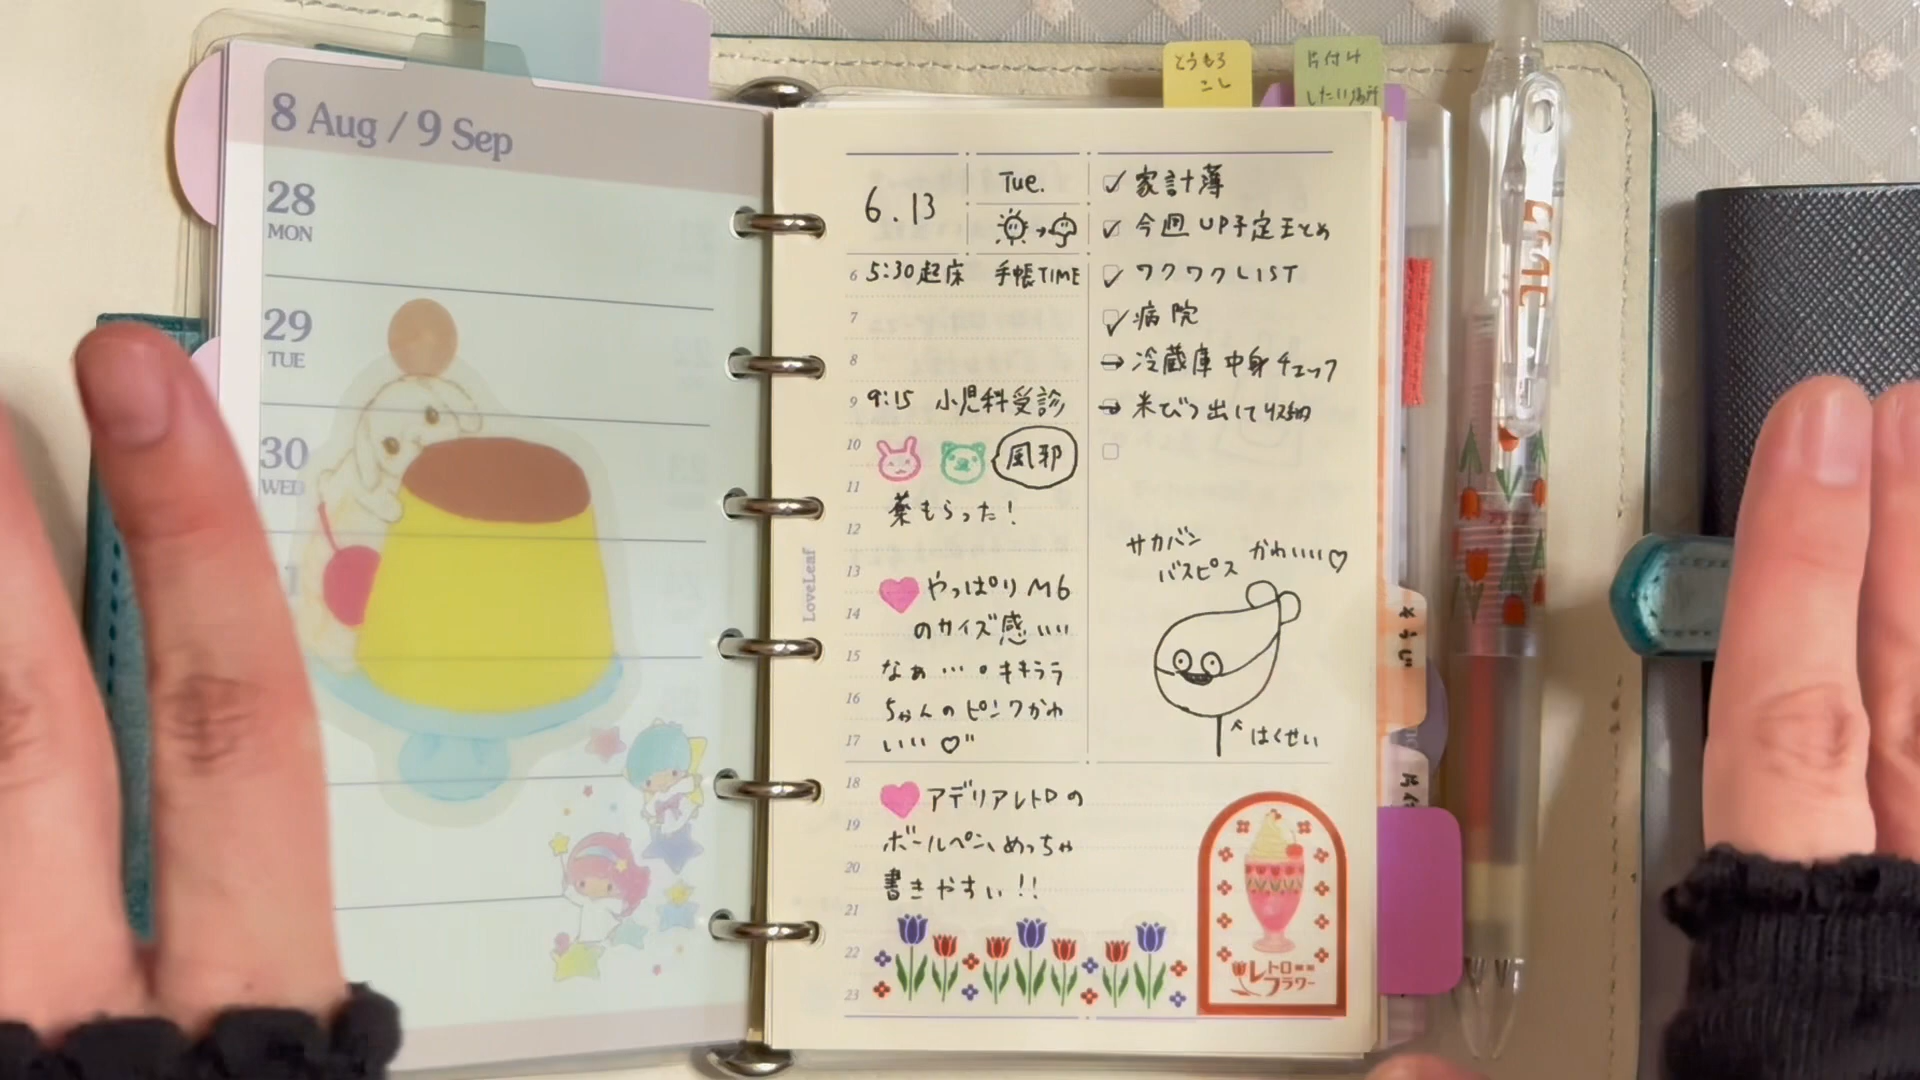 8 Aug / 9 Sep
28
MON
29
TUE
30
WED
とうもろ
こし
片付け
したい場所
6.13
Tue.
5:30起床 手帳TIME
9:15 小児科受診
風邪
薬もらった!
やっぱりM6
のサイズ感いい
なぁ…。キキララ
ちゃんのピンクかわ
いい♡"
アデリアレトロの
ボールペン、めっちゃ
書きやすい!!
6
7
8
9
10
11
12
13
14
15
16
17
18
19
20
21
22
23
LoveLeaf
✓ 家計薄
✓ 今週UP予定まとめ
✓ ワクワクLIST
✓ 病院
→ 冷蔵庫中身チェック
→ 米びつ出して収納
サカバン
バスピス かわいい♡
はくせい
レトロ
フラワー
そうじ